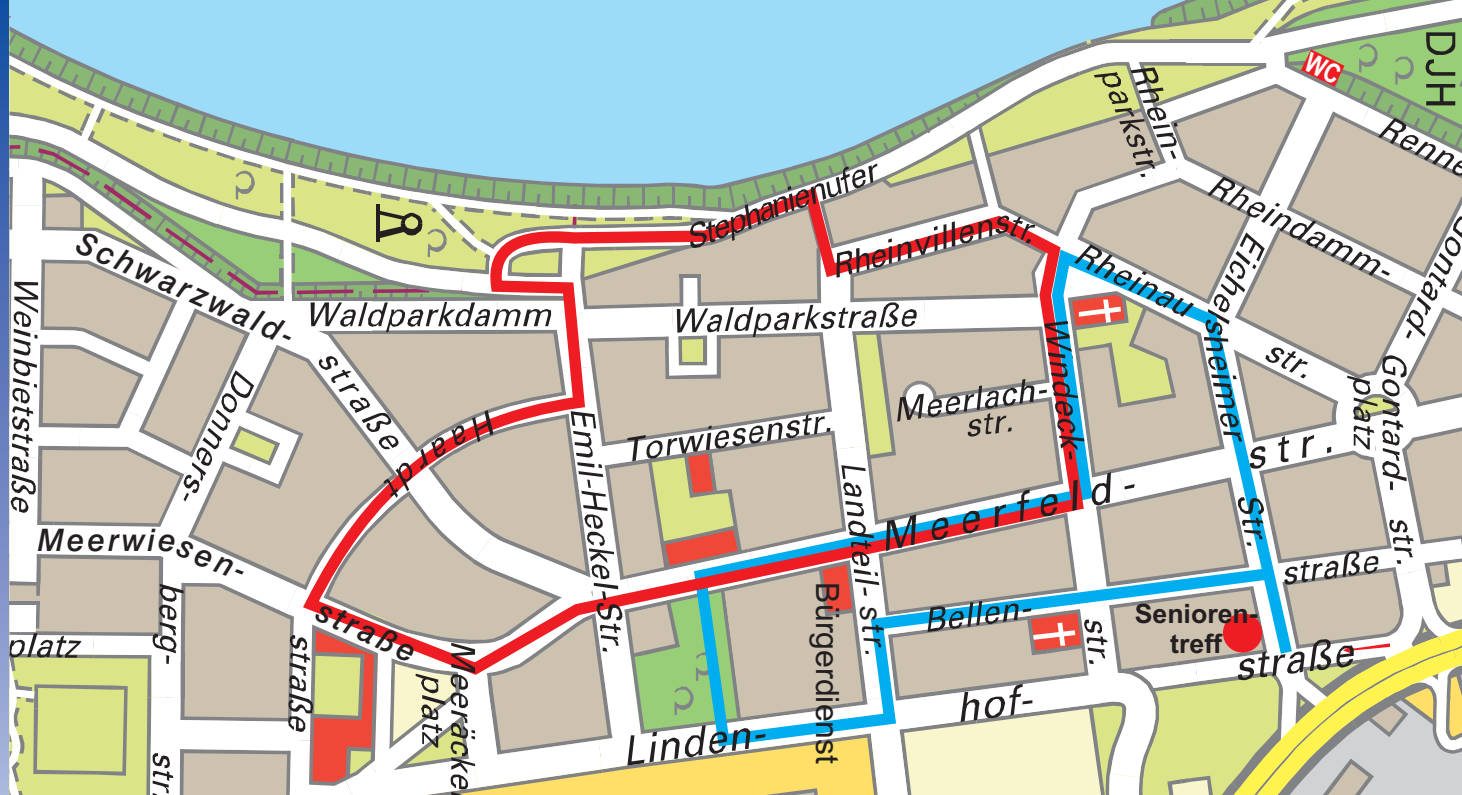 DJH
WC
Rhein-
parkstr.
Renne
Stephanienufer
Rheinvillenstr.
Rheindamm-
Gontard-
Eichelsheimer
Str.
Rheinau
str.
Schwarzwald-
straße
Waldparkdamm
Waldparkstraße
Weinbietstraße
Donners-
berg-
straße
Haardt
str.
Emil-Heckel-Str.
Torwiesenstr.
Meerlach-
str.
Windeck-
str.
Gontard-
platz
Gontard-
str.
Landteil-
str.
Meerfeld-
str.
Meerwiesen-
straße
platz
Meeräcker
platz
Bürgerdienst
Bellen-
straße
Senioren-
treff
Linden-
hof-
straße